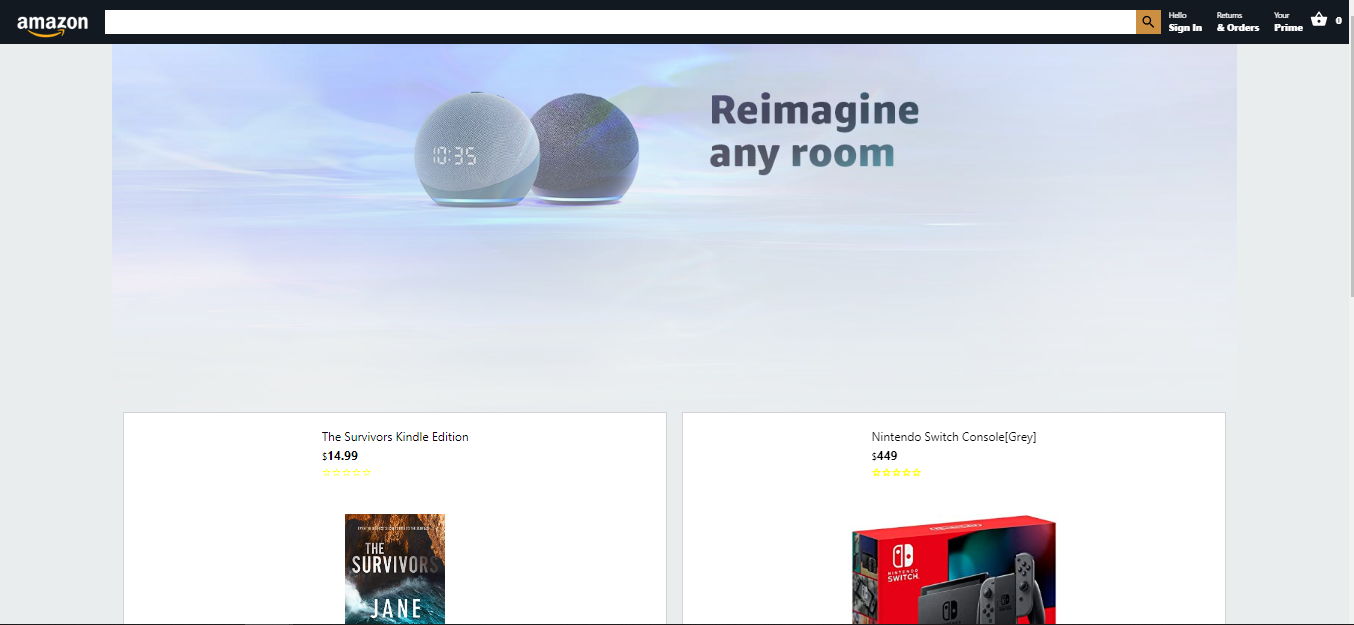 amazon
Hello
Sign In
Returns
& Orders
Your
Prime
0
10:35
Reimagine
any room
The Survivors Kindle Edition
$14.99
☆☆☆☆☆
THE
SURVIVORS
JANE
Nintendo Switch Console[Grey]
$449
☆☆☆☆☆
NINTENDO
SWITCH